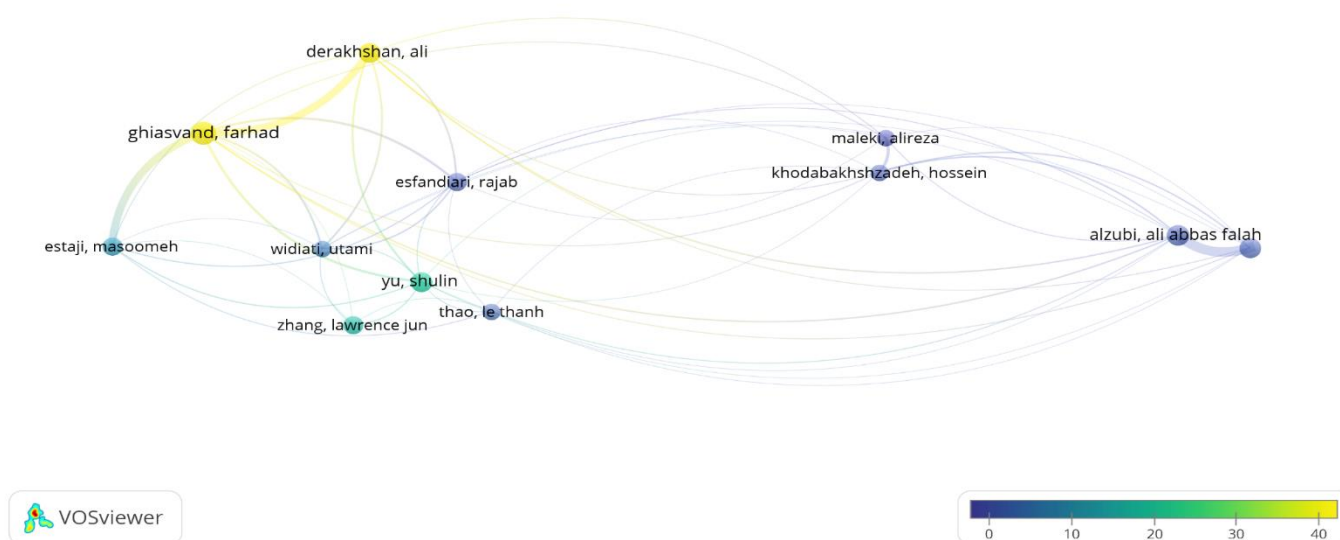 derakhshan, ali
ghiasvand, farhad
maleki, alireza
khodabakhshzadeh, hossein
esfandiari, rajab
alzubi, ali abbas falah
estaji, masoomeh
widiati, utami
yu, shulin
thao, le thanh
zhang, lawrence jun
VOSviewer
0 10 20 30 40